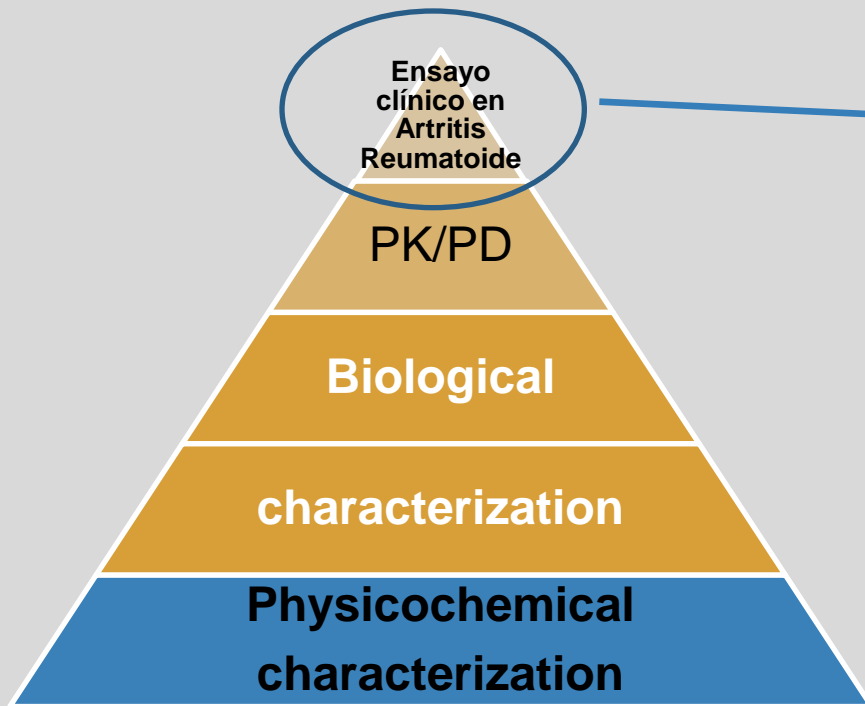 Ensayo
clínico en
Artritis
Reumatoide
PK/PD
Biological
characterization
Physicochemical
characterization